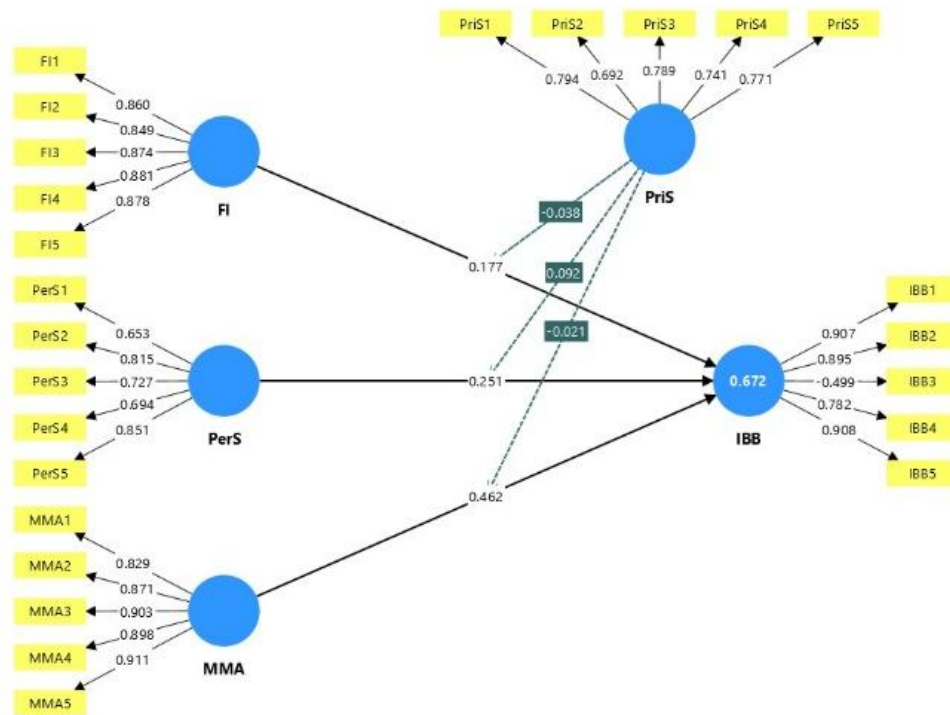 PriS1
PriS2
PriS3
PriS4
PriS5
0.794
0.692
0.789
0.741
0.771
PriS
FI1
FI2
FI3
FI4
FI5
0.860
0.849
0.874
0.881
0.878
FI
-0.038
0.177
0.092
-0.021
PerS1
PerS2
PerS3
PerS4
PerS5
0.653
0.815
0.727
0.694
0.851
PerS
0.251
0.672
IBB
IBB1
IBB2
IBB3
IBB4
IBB5
0.907
0.895
-0.499
0.782
0.908
0.462
MMA1
MMA2
MMA3
MMA4
MMA5
0.829
0.871
0.903
0.898
0.911
MMA